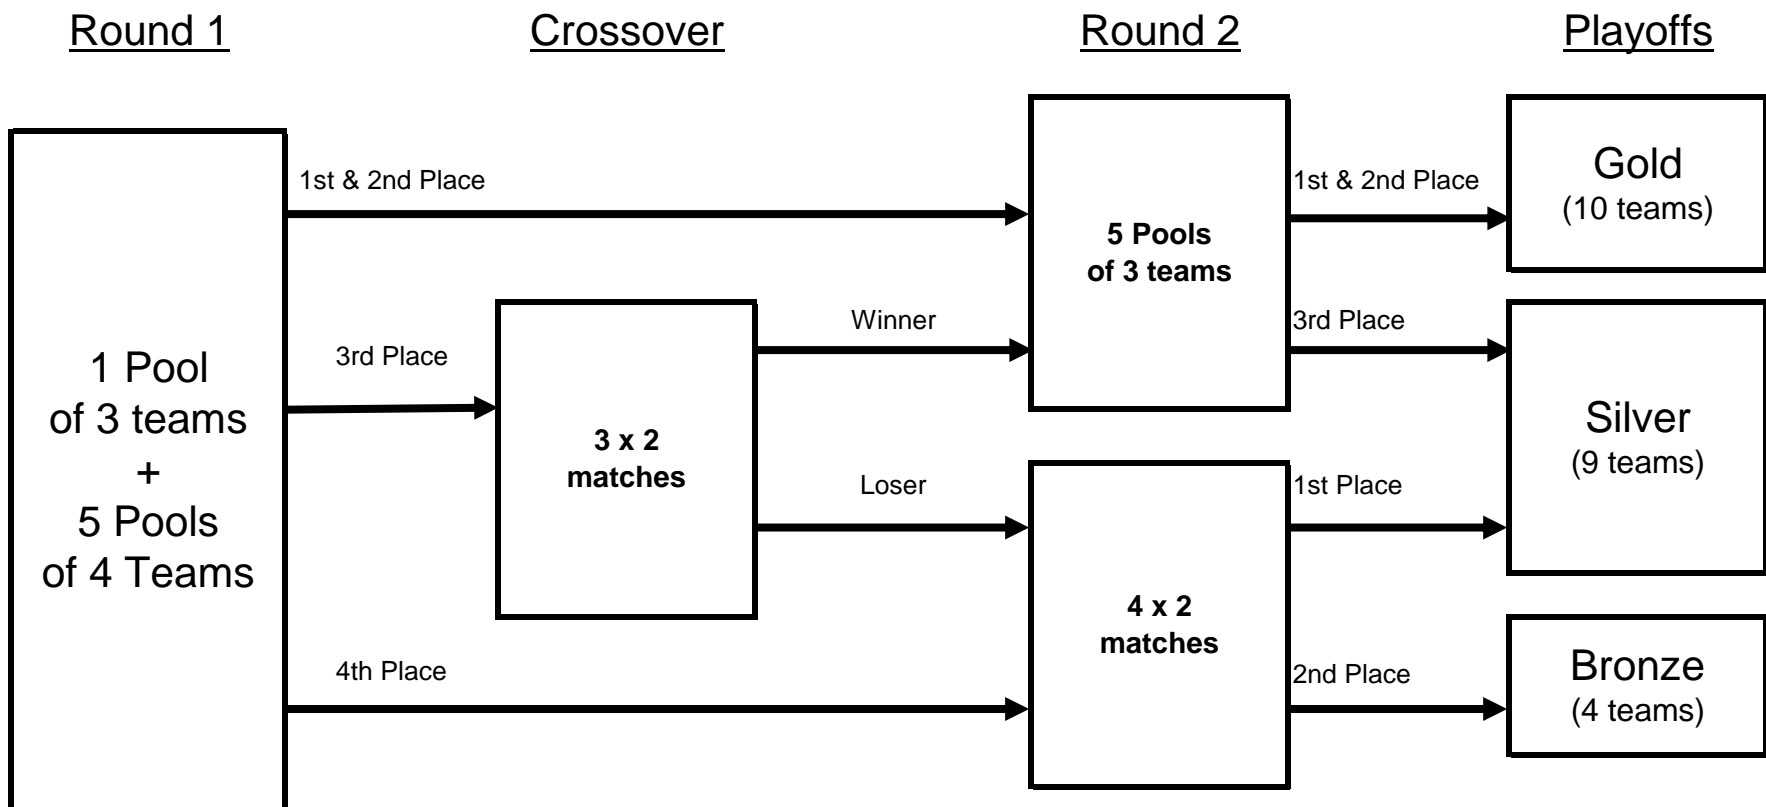 Round 1
Crossover
Round 2
Playoffs
1 Pool
of 3 teams
+
5 Pools
of 4 Teams
1st & 2nd Place
3rd Place
4th Place
3 x 2
matches
Winner
Loser
5 Pools
of 3 teams
4 x 2
matches
1st & 2nd Place
3rd Place
1st Place
2nd Place
Gold
(10 teams)
Silver
(9 teams)
Bronze
(4 teams)